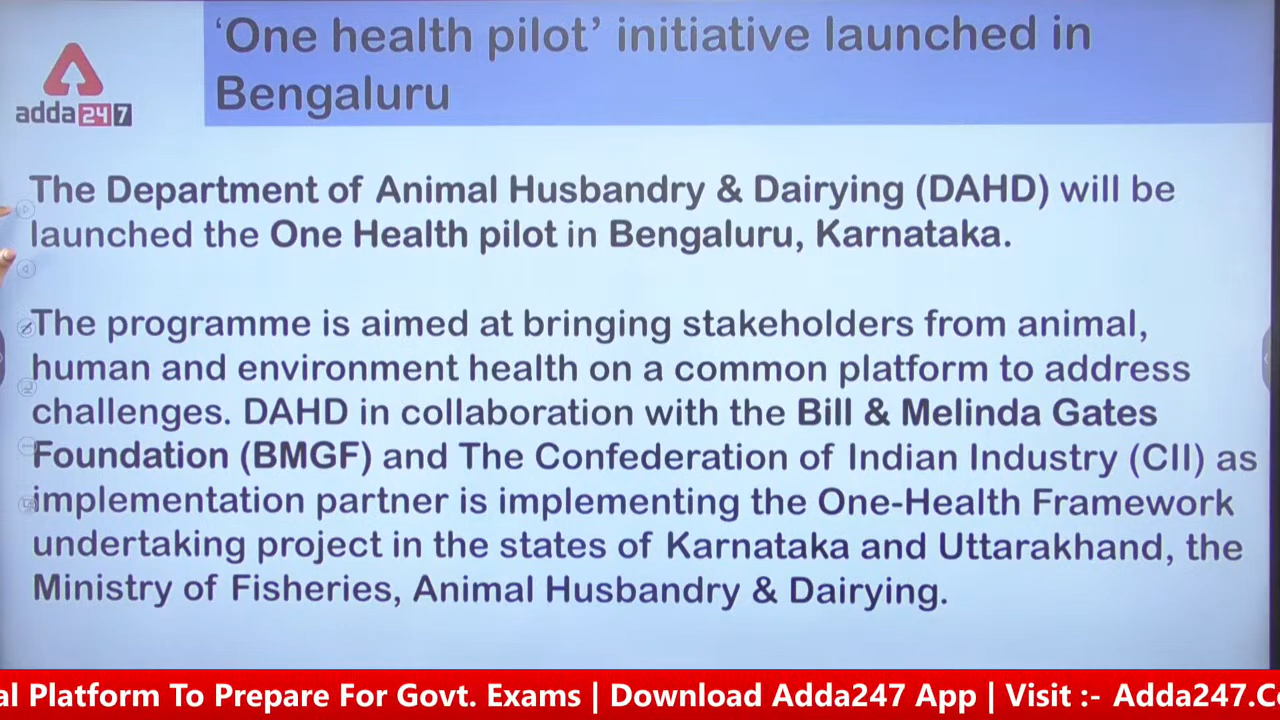 ‘One health pilot’ initiative launched in
Bengaluru
adda247
The Department of Animal Husbandry & Dairying (DAHD) will be
launched the One Health pilot in Bengaluru, Karnataka.
The programme is aimed at bringing stakeholders from animal,
human and environment health on a common platform to address
challenges. DAHD in collaboration with the Bill & Melinda Gates
Foundation (BMGF) and The Confederation of Indian Industry (CII) as
implementation partner is implementing the One-Health Framework
undertaking project in the states of Karnataka and Uttarakhand, the
Ministry of Fisheries, Animal Husbandry & Dairying.
al Platform To Prepare For Govt. Exams | Download Adda247 App | Visit :- Adda247.C